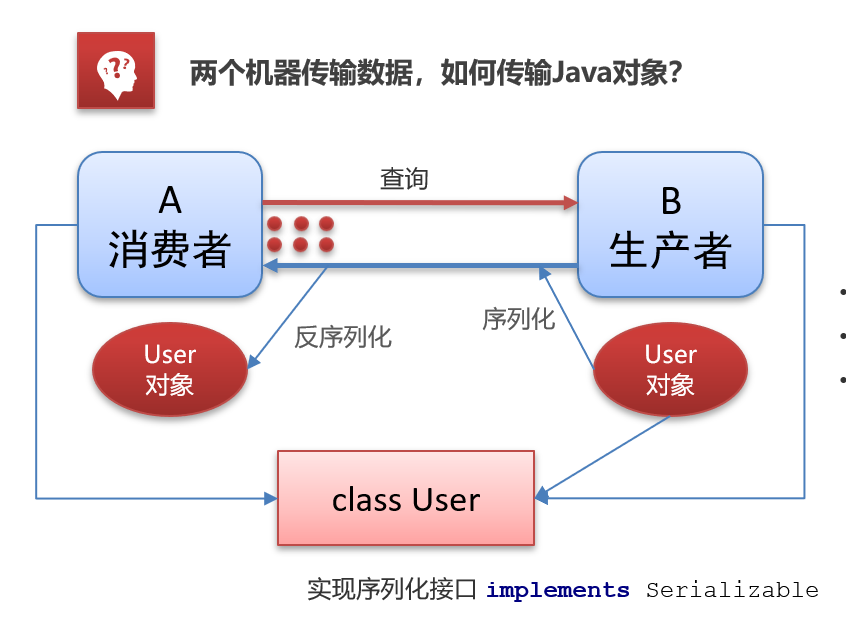 两个机器传输数据，如何传输Java对象？
查询
A
消费者
B
生产者
反序列化
序列化
User
对象
User
对象
class User
实现序列化接口 implements Serializable